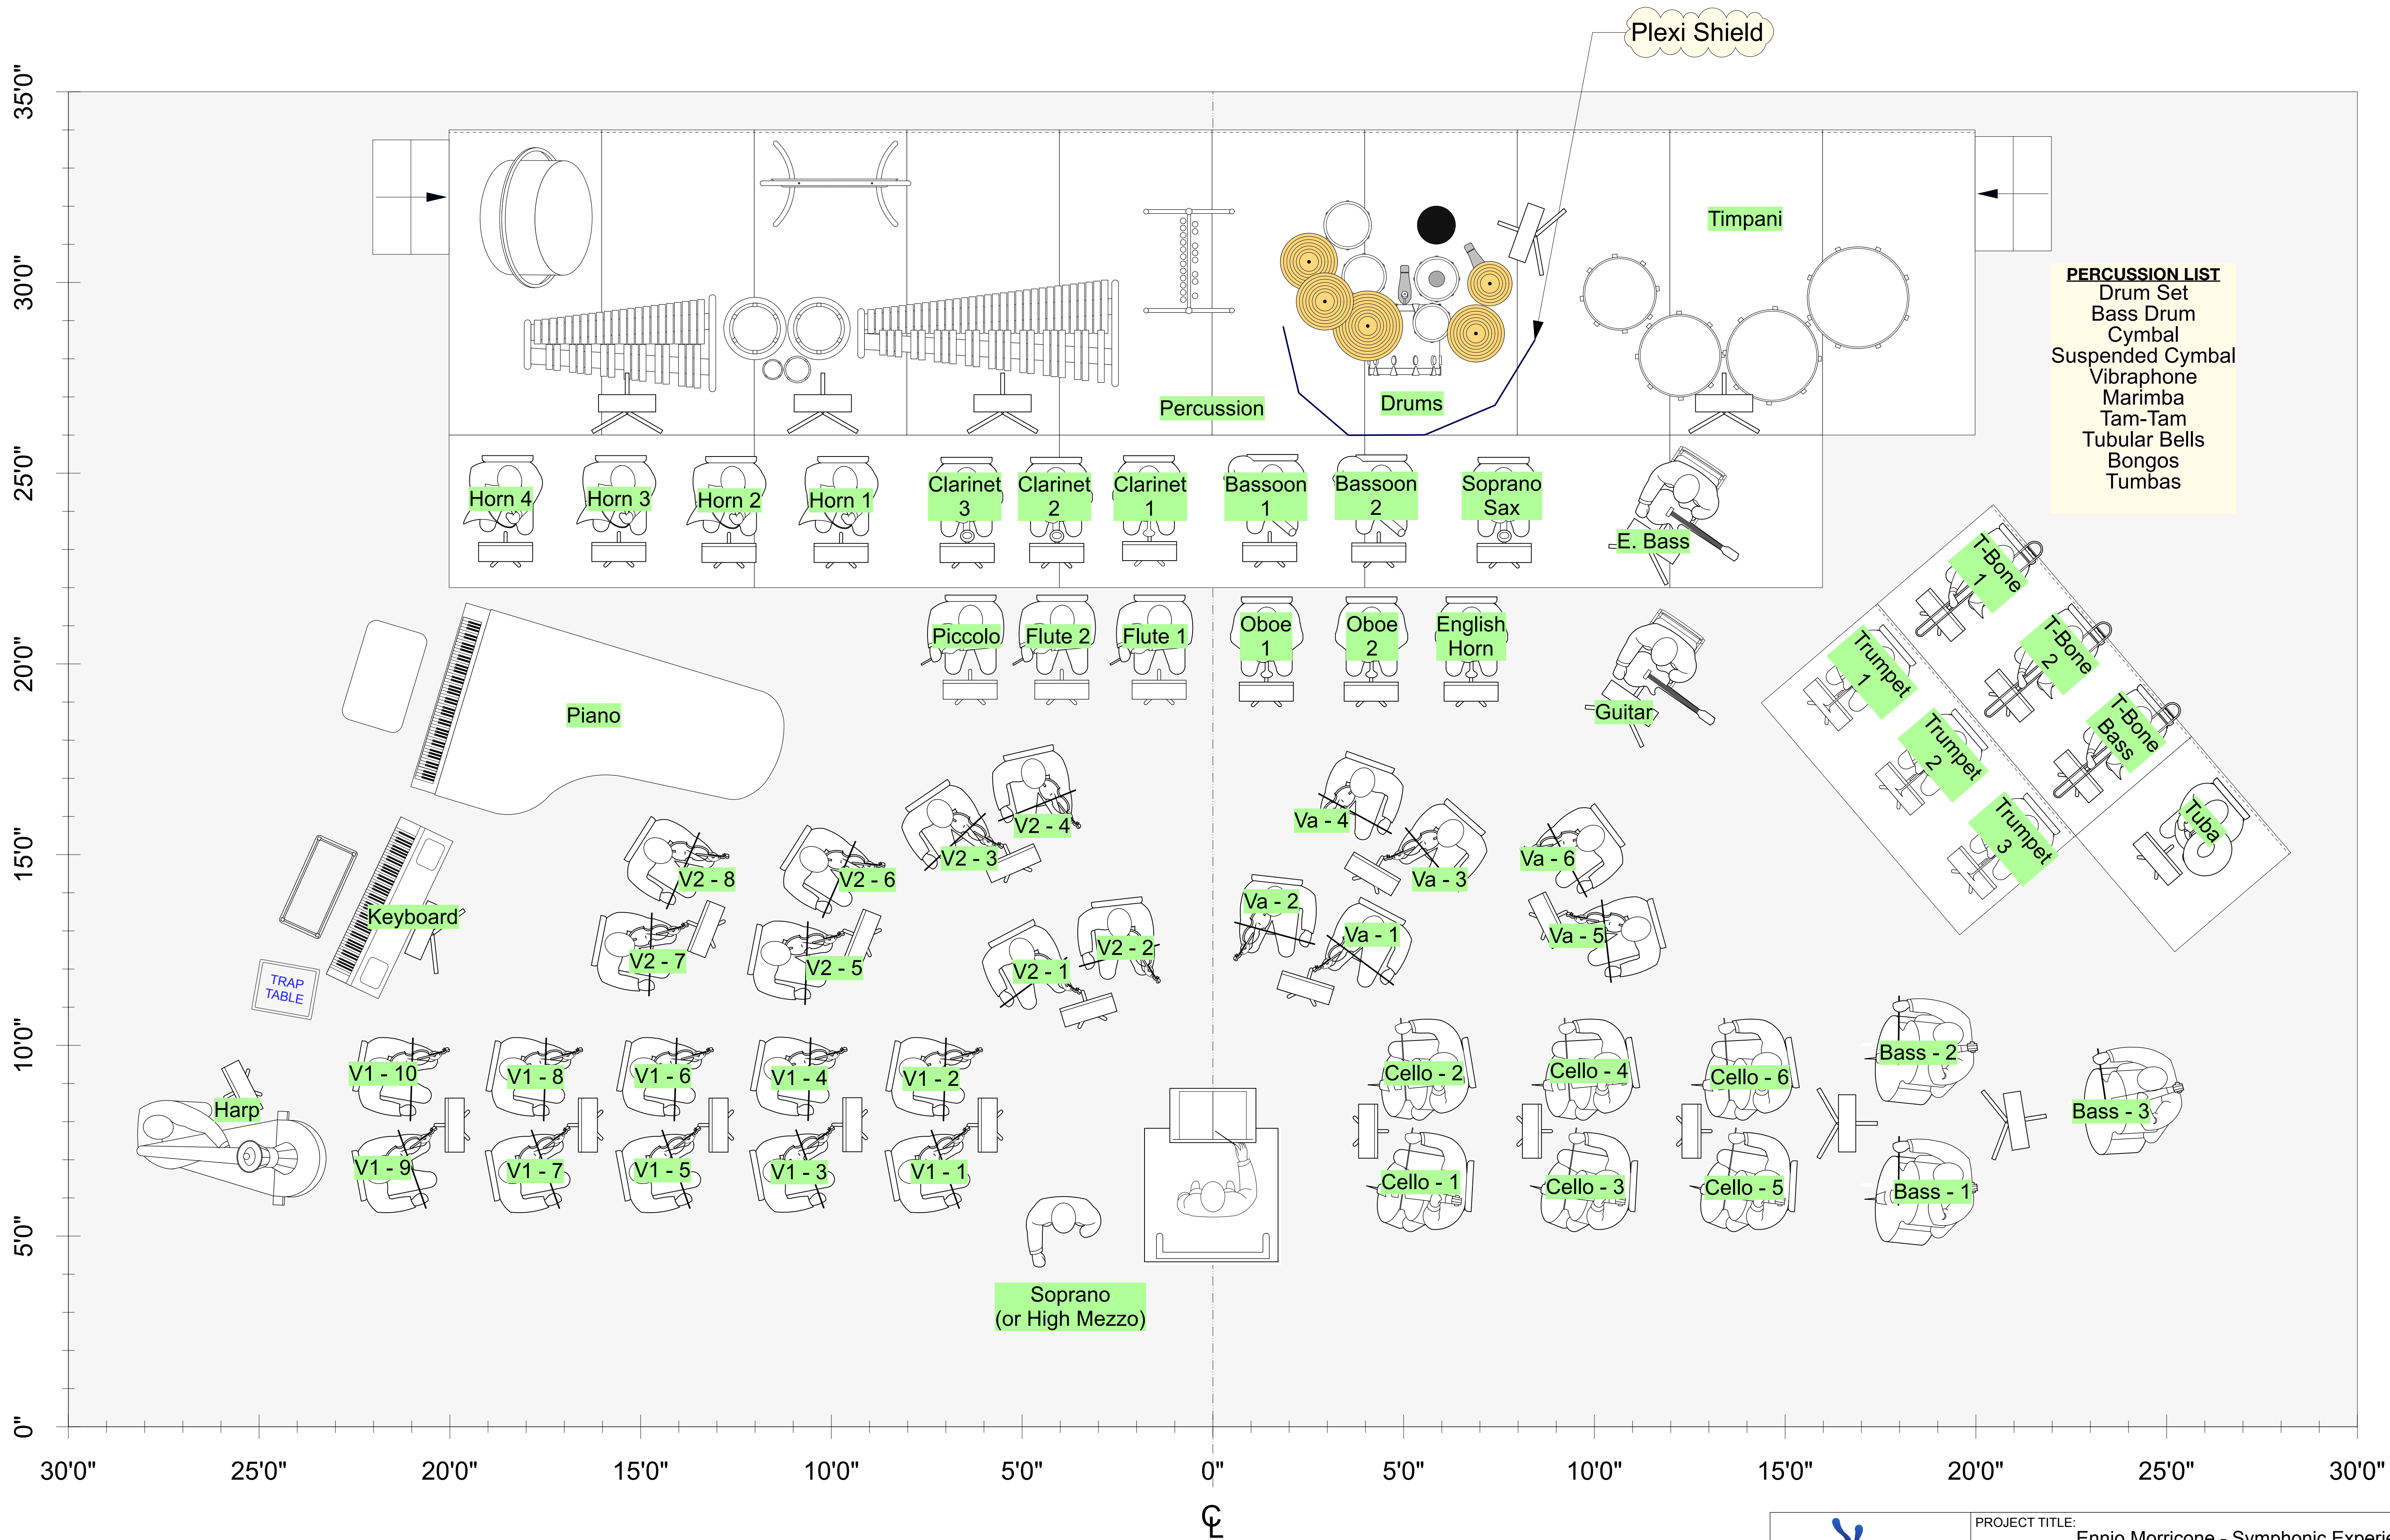 Plexi Shield
35'0"
30'0"
25'0"
20'0"
15'0"
10'0"
5'0"
0"
Timpani
PERCUSSION LIST
Drum Set
Bass Drum
Cymbal
Suspended Cymbal
Vibraphone
Marimba
Tam-Tam
Tubular Bells
Bongos
Tumbas
Percussion
Drums
Horn 4
Horn 3
Horn 2
Horn 1
Clarinet
3
Clarinet
2
Clarinet
1
Bassoon
1
Bassoon
2
Soprano
Sax
E. Bass
T-Bone
1
T-Bone
2
T-Bone
Bass
Trumpet
1
Trumpet
2
Trumpet
3
Tuba
Piccolo
Flute 2
Flute 1
Oboe
1
Oboe
2
English
Horn
Guitar
Piano
Keyboard
TRAP
TABLE
V2 - 8
V2 - 6
V2 - 3
V2 - 4
V2 - 7
V2 - 5
V2 - 1
V2 - 2
Va - 4
Va - 3
Va - 6
Va - 2
Va - 1
Va - 5
V1 - 10
V1 - 8
V1 - 6
V1 - 4
V1 - 2
Cello - 2
Cello - 4
Cello - 6
Bass - 2
Harp
Bass - 3
V1 - 9
V1 - 7
V1 - 5
V1 - 3
V1 - 1
Cello - 1
Cello - 3
Cello - 5
Bass - 1
Soprano
(or High Mezzo)
30'0"
25'0"
20'0"
15'0"
10'0"
5'0"
0"
5'0"
10'0"
15'0"
20'0"
25'0"
30'0"
CL
PROJECT TITLE:
Ennio Morricone - Symphonic